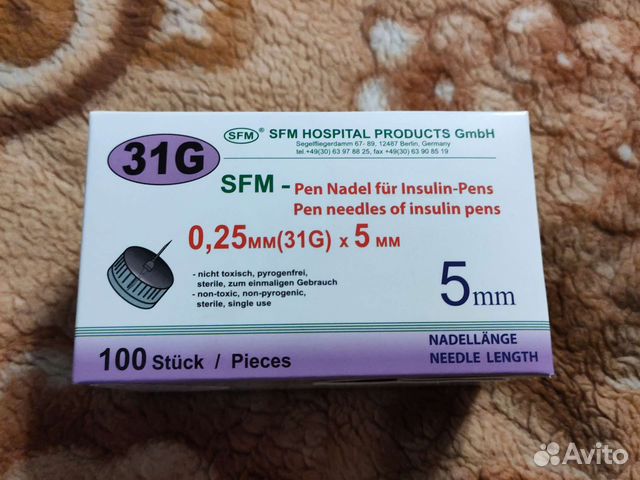 31G
SFM® SFM HOSPITAL PRODUCTS GmbH
Segelfliegerdamm 67- 89, 12487 Berlin, Germany
tel.+49(30) 63 97 88 25, fax +49(30) 63 90 85 19
SFM - Pen Nadel für Insulin-Pens
Pen needles of insulin pens
0,25мм(31G) x 5 мм
- nicht toxisch, pyrogenfrei,
sterile, zum einmaligen Gebrauch
- non-toxic, non-pyrogenic,
sterile, single use
5mm
100 Stück / Pieces
NADELLÄNGE
NEEDLE LENGTH
Avito